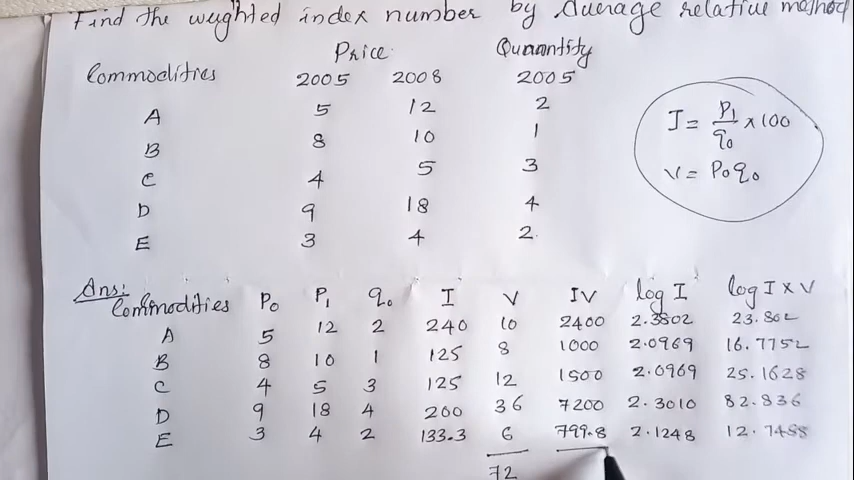 Find the wughted index number by Average relative method
Price Quantity
Commodities 2005 2008 2005
A 5 12 2
B 8 10 1
C 4 5 3
D 9 18 4
E 3 4 2
I = P1/q0 × 100
V = P0q0
Ans:
Commodities P0 P1 q0 I V IV log I log I × V
A 5 12 2 240 10 2400 2.3802 23.802
B 8 10 1 125 8 1000 2.0969 16.7752
C 4 5 3 125 12 1500 2.0969 25.1628
D 9 18 4 200 36 7200 2.3010 82.836
E 3 4 2 133.3 6 799.8 2.1248 12.7488
72